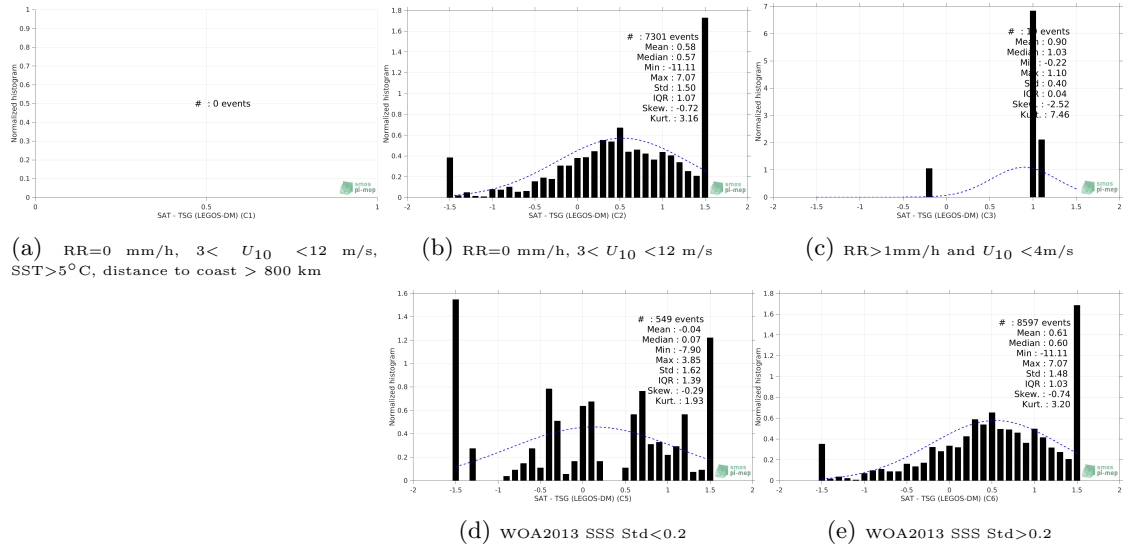 1
0.9
0.8
0.7
0.6
0.5
0.4
0.3
0.2
0.1
0
Normalized histogram
# : 0 events
smos
pi-mep
0 0.5 1
SAT - TSG (LEGOS-DM) (C1)
(a) RR=0 mm/h, 3< U10 <12 m/s,
SST>5°C, distance to coast > 800 km
1.8
1.6
1.4
1.2
1
0.8
0.6
0.4
0.2
0
Normalized histogram
# : 7301 events
Mean : 0.58
Median : 0.57
Min : -11.11
Max : 7.07
Std : 1.50
IQR : 1.07
Skew. : -0.72
Kurt. : 3.16
smos
pi-mep
-2 -1.5 -1 -0.5 0 0.5 1 1.5 2
SAT - TSG (LEGOS-DM) (C2)
(b) RR=0 mm/h, 3< U10 <12 m/s
7
6
5
4
3
2
1
0
Normalized histogram
# : events
Mean : 0.90
Median : 1.03
Min : -0.22
Max : 1.10
Std : 0.40
IQR : 0.04
Skew. : -2.52
Kurt. : 7.46
smos
pi-mep
-2 -1.5 -1 -0.5 0 0.5 1 1.5 2
SAT - TSG (LEGOS-DM) (C3)
(c) RR>1mm/h and U10 <4m/s
1.6
1.4
1.2
1
0.8
0.6
0.4
0.2
0
Normalized histogram
# : 549 events
Mean : -0.04
Median : 0.07
Min : -7.90
Max : 3.85
Std : 1.62
IQR : 1.39
Skew. : -0.29
Kurt. : 1.93
smos
pi-mep
-2 -1.5 -1 -0.5 0 0.5 1 1.5 2
SAT - TSG (LEGOS-DM) (C5)
(d) WOA2013 SSS Std<0.2
1.8
1.6
1.4
1.2
1
0.8
0.6
0.4
0.2
0
Normalized histogram
# : 8597 events
Mean : 0.61
Median : 0.60
Min : -11.11
Max : 7.07
Std : 1.48
IQR : 1.03
Skew. : -0.74
Kurt. : 3.20
smos
pi-mep
-2 -1.5 -1 -0.5 0 0.5 1 1.5 2
SAT - TSG (LEGOS-DM) (C6)
(e) WOA2013 SSS Std>0.2